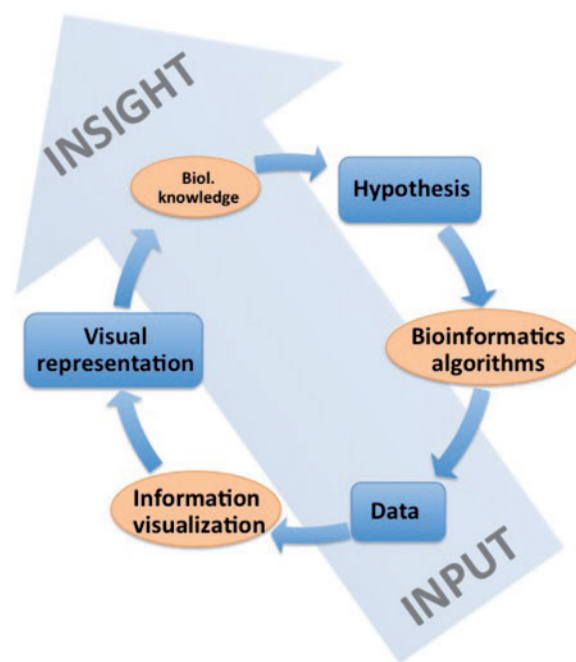 INSIGHT
Biol.
knowledge
Hypothesis
Visual
representation
Bioinformatics
algorithms
Information
visualization
Data
INPUT